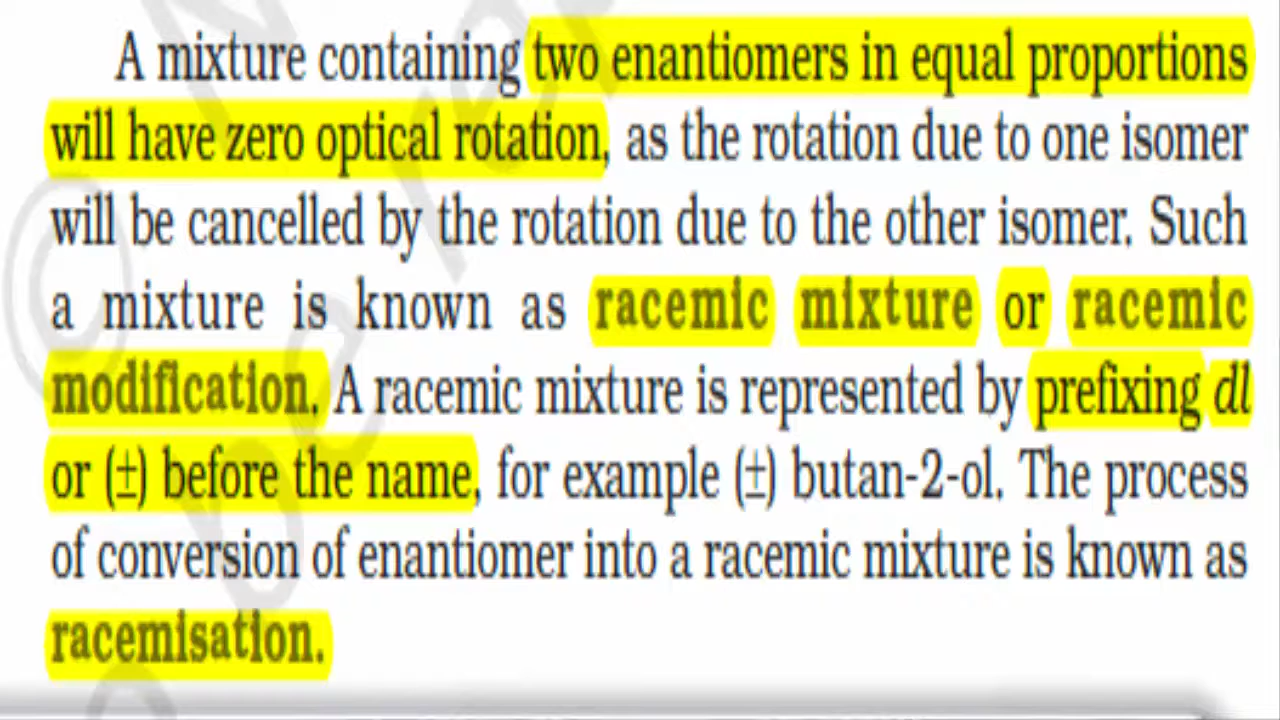 A mixture containing two enantiomers in equal proportions
will have zero optical rotation, as the rotation due to one isomer
will be cancelled by the rotation due to the other isomer. Such
a mixture is known as racemic mixture or racemic
modification. A racemic mixture is represented by prefixing dl
or (±) before the name, for example (±) butan-2-ol. The process
of conversion of enantiomer into a racemic mixture is known as
racemisation.